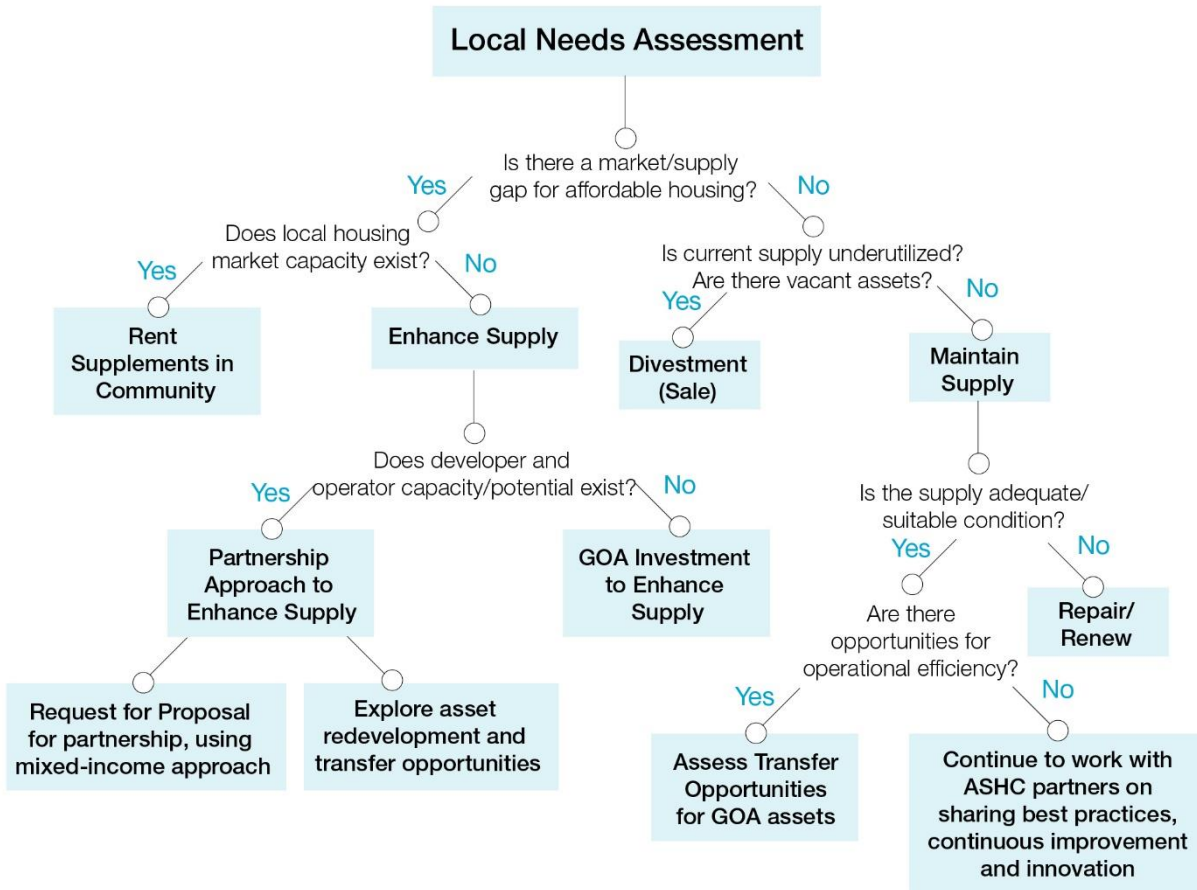 Local Needs Assessment
Is there a market/supply
gap for affordable housing?
Yes
No
Does local housing
market capacity exist?
Yes
No
Rent
Supplements in
Community
Enhance Supply
Is current supply underutilized?
Are there vacant assets?
Yes
No
Divestment
(Sale)
Maintain
Supply
Does developer and
operator capacity/potential exist?
Yes
No
Partnership
Approach to
Enhance Supply
GOA Investment
to Enhance
Supply
Request for Proposal
for partnership, using
mixed-income approach
Explore asset
redevelopment and
transfer opportunities
Is the supply adequate/
suitable condition?
Yes
No
Are there
opportunities for
operational efficiency?
Repair/
Renew
Yes
No
Assess Transfer
Opportunities
for GOA assets
Continue to work with
ASHC partners on
sharing best practices,
continuous improvement
and innovation